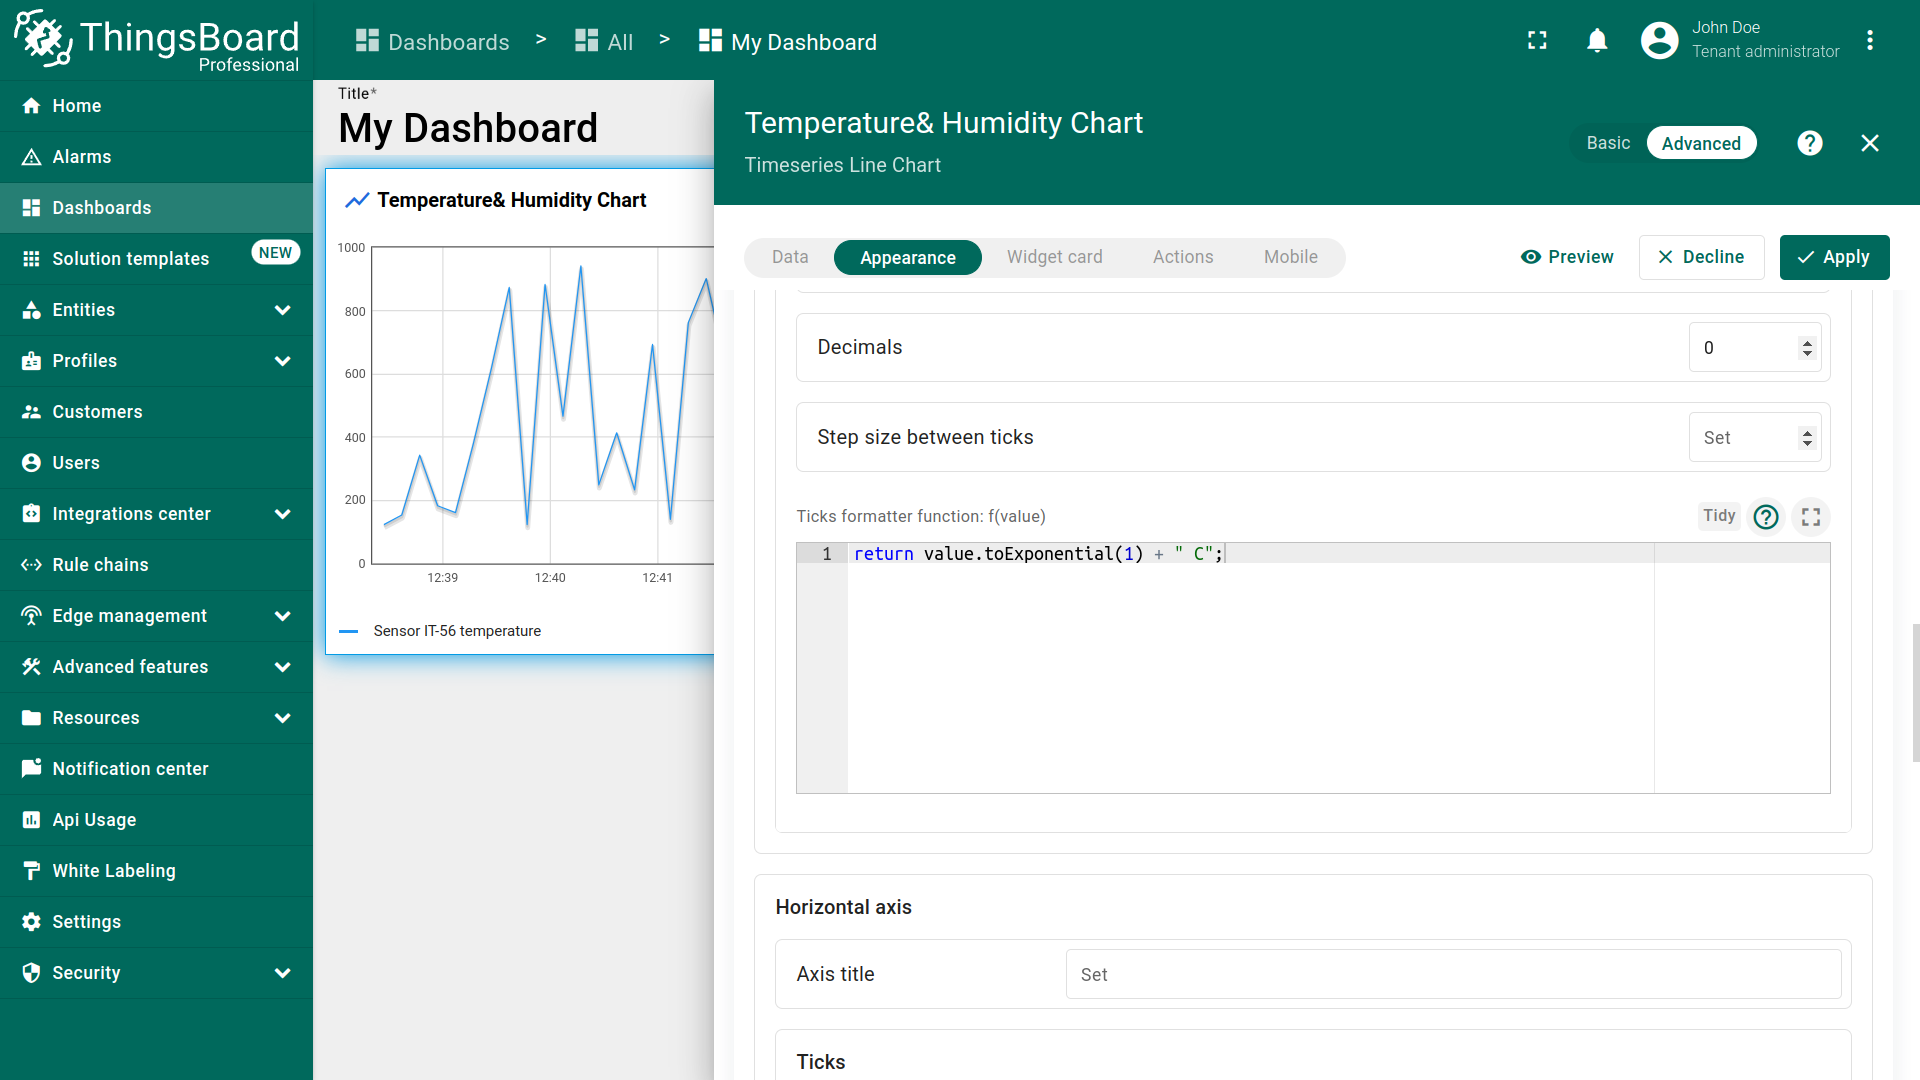 ThingsBoard
Professional
Dashboards > All > My Dashboard
John Doe
Tenant administrator
Home
Alarms
Dashboards
Solution templates NEW
Entities
Profiles
Customers
Users
Integrations center
Rule chains
Edge management
Advanced features
Resources
Notification center
Api Usage
White Labeling
Settings
Security
Title*
My Dashboard
Temperature& Humidity Chart
1000
800
600
400
200
0
12:39 12:40 12:41
Sensor IT-56 temperature
Temperature& Humidity Chart
Timeseries Line Chart
Basic Advanced
Data Appearance Widget card Actions Mobile
Preview Decline Apply
Decimals 0
Step size between ticks Set
Ticks formatter function: f(value) Tidy
1 return value.toExponential(1) + " C";
Horizontal axis
Axis title Set
Ticks